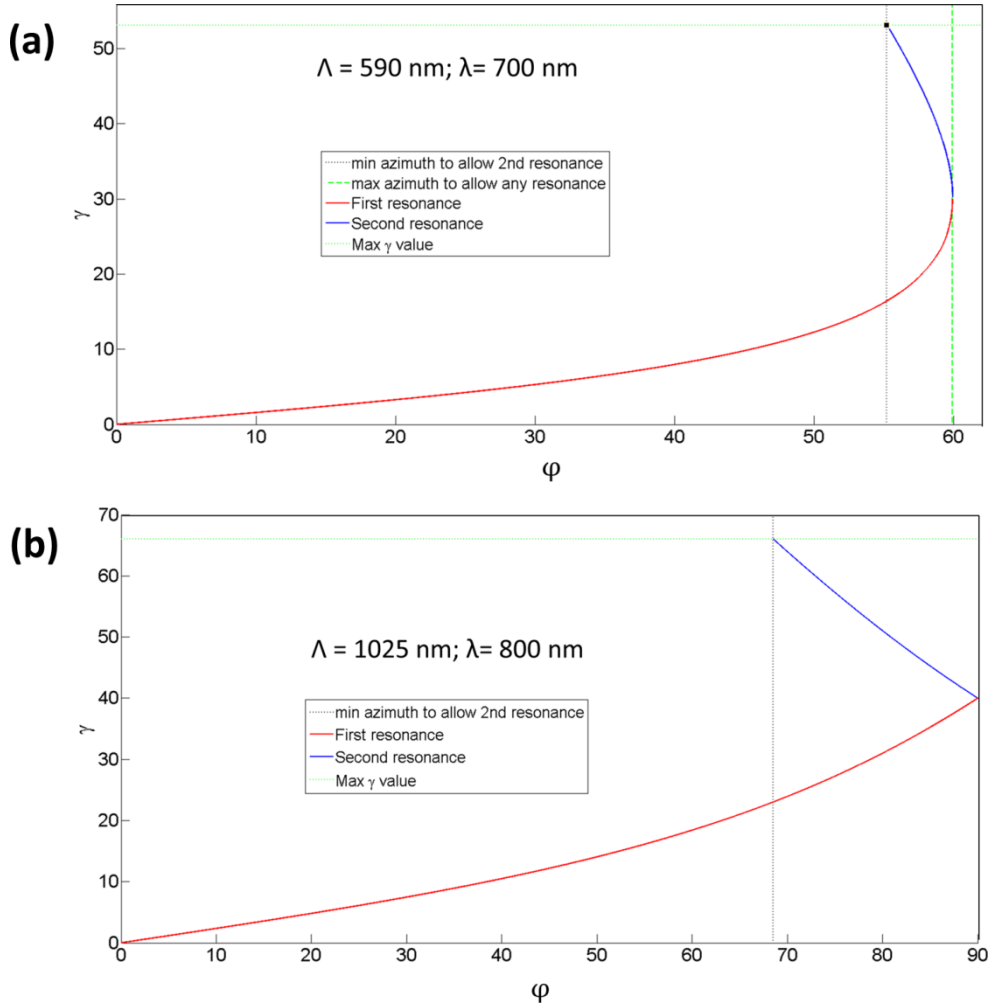 (a)
Λ = 590 nm; λ= 700 nm
min azimuth to allow 2nd resonance
max azimuth to allow any resonance
First resonance
Second resonance
Max γ value
γ
50
40
30
20
10
0
0 10 20 30 40 50 60
φ
(b)
Λ = 1025 nm; λ= 800 nm
min azimuth to allow 2nd resonance
First resonance
Second resonance
Max γ value
γ
70
60
50
40
30
20
10
0
0 10 20 30 40 50 60 70 80 90
φ